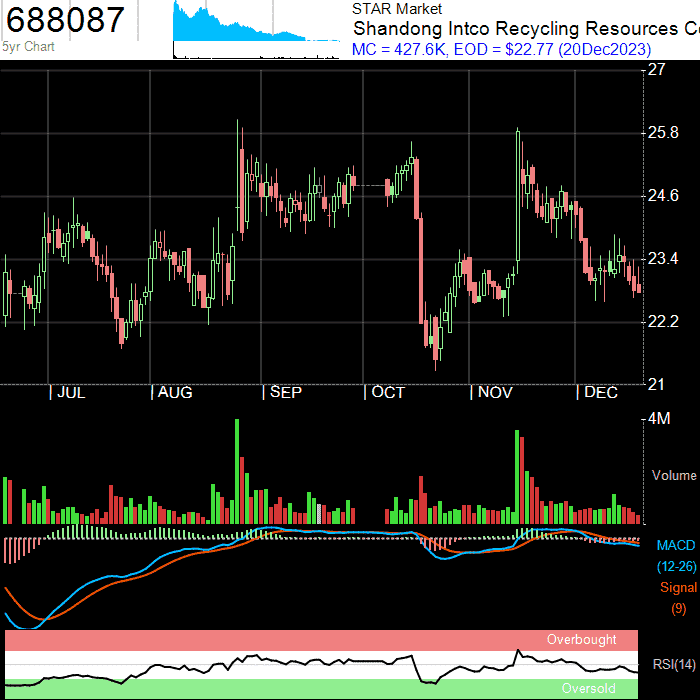 688087
5yr Chart
STAR Market
Shandong Intco Recycling Resources C
MC = 427.6K, EOD = $22.77 (20Dec2023)
27
25.8
24.6
23.4
22.2
21
JUL AUG SEP OCT NOV DEC
4M
Volume
MACD
(12-26)
Signal
(9)
Overbought
RSI(14)
Oversold